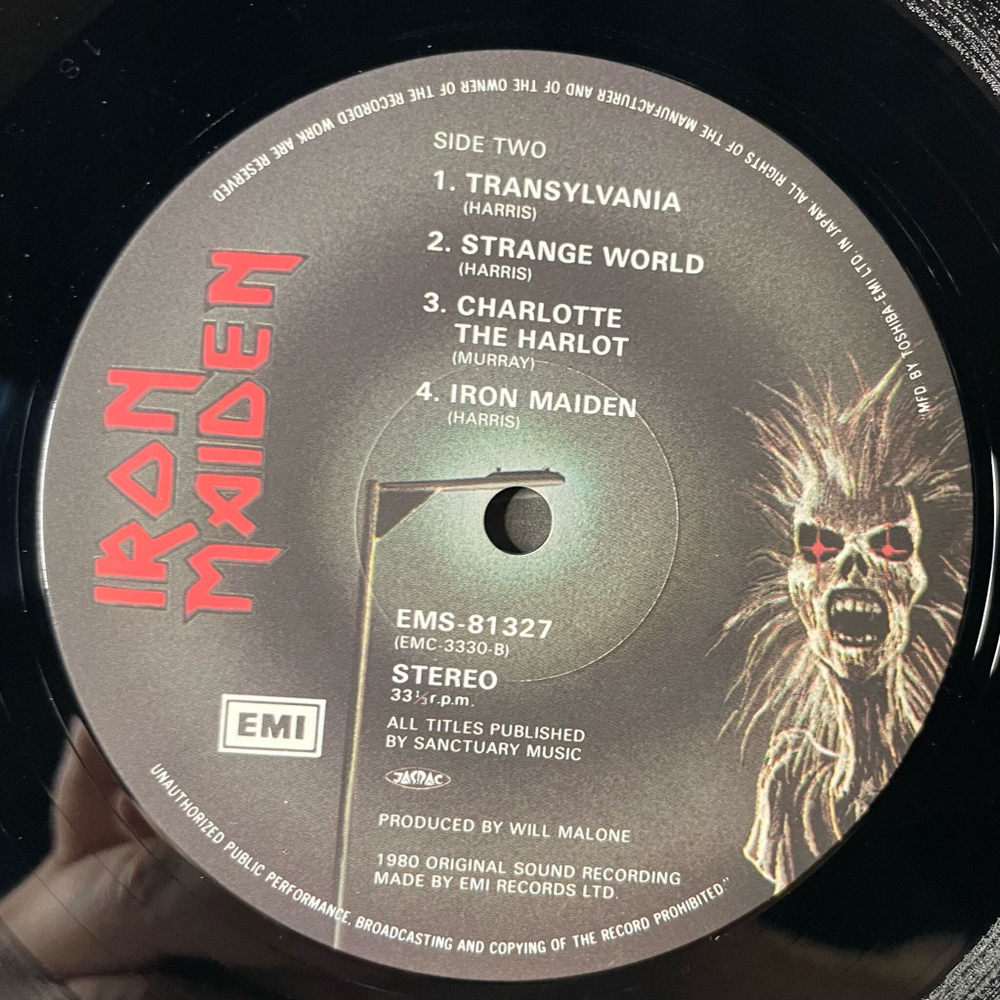 SIDE TWO
1. TRANSYLVANIA
(HARRIS)
2. STRANGE WORLD
(HARRIS)
3. CHARLOTTE
THE HARLOT
(MURRAY)
4. IRON MAIDEN
(HARRIS)
IRON
MAIDEN
EMS-81327
(EMC-3330-B)
STEREO
33⅓r.p.m.
EMI
ALL TITLES PUBLISHED
BY SANCTUARY MUSIC
JASRAC
PRODUCED BY WILL MALONE
1980 ORIGINAL SOUND RECORDING
MADE BY EMI RECORDS LTD.
"MFD BY TOSHIBA-EMI LTD. IN JAPAN. ALL RIGHTS OF THE MANUFACTURER AND OF THE OWNER OF THE RECORDED WORK ARE RESERVED
UNAUTHORIZED PUBLIC PERFORMANCE, BROADCASTING AND COPYING OF THE RECORD PROHIBITED."